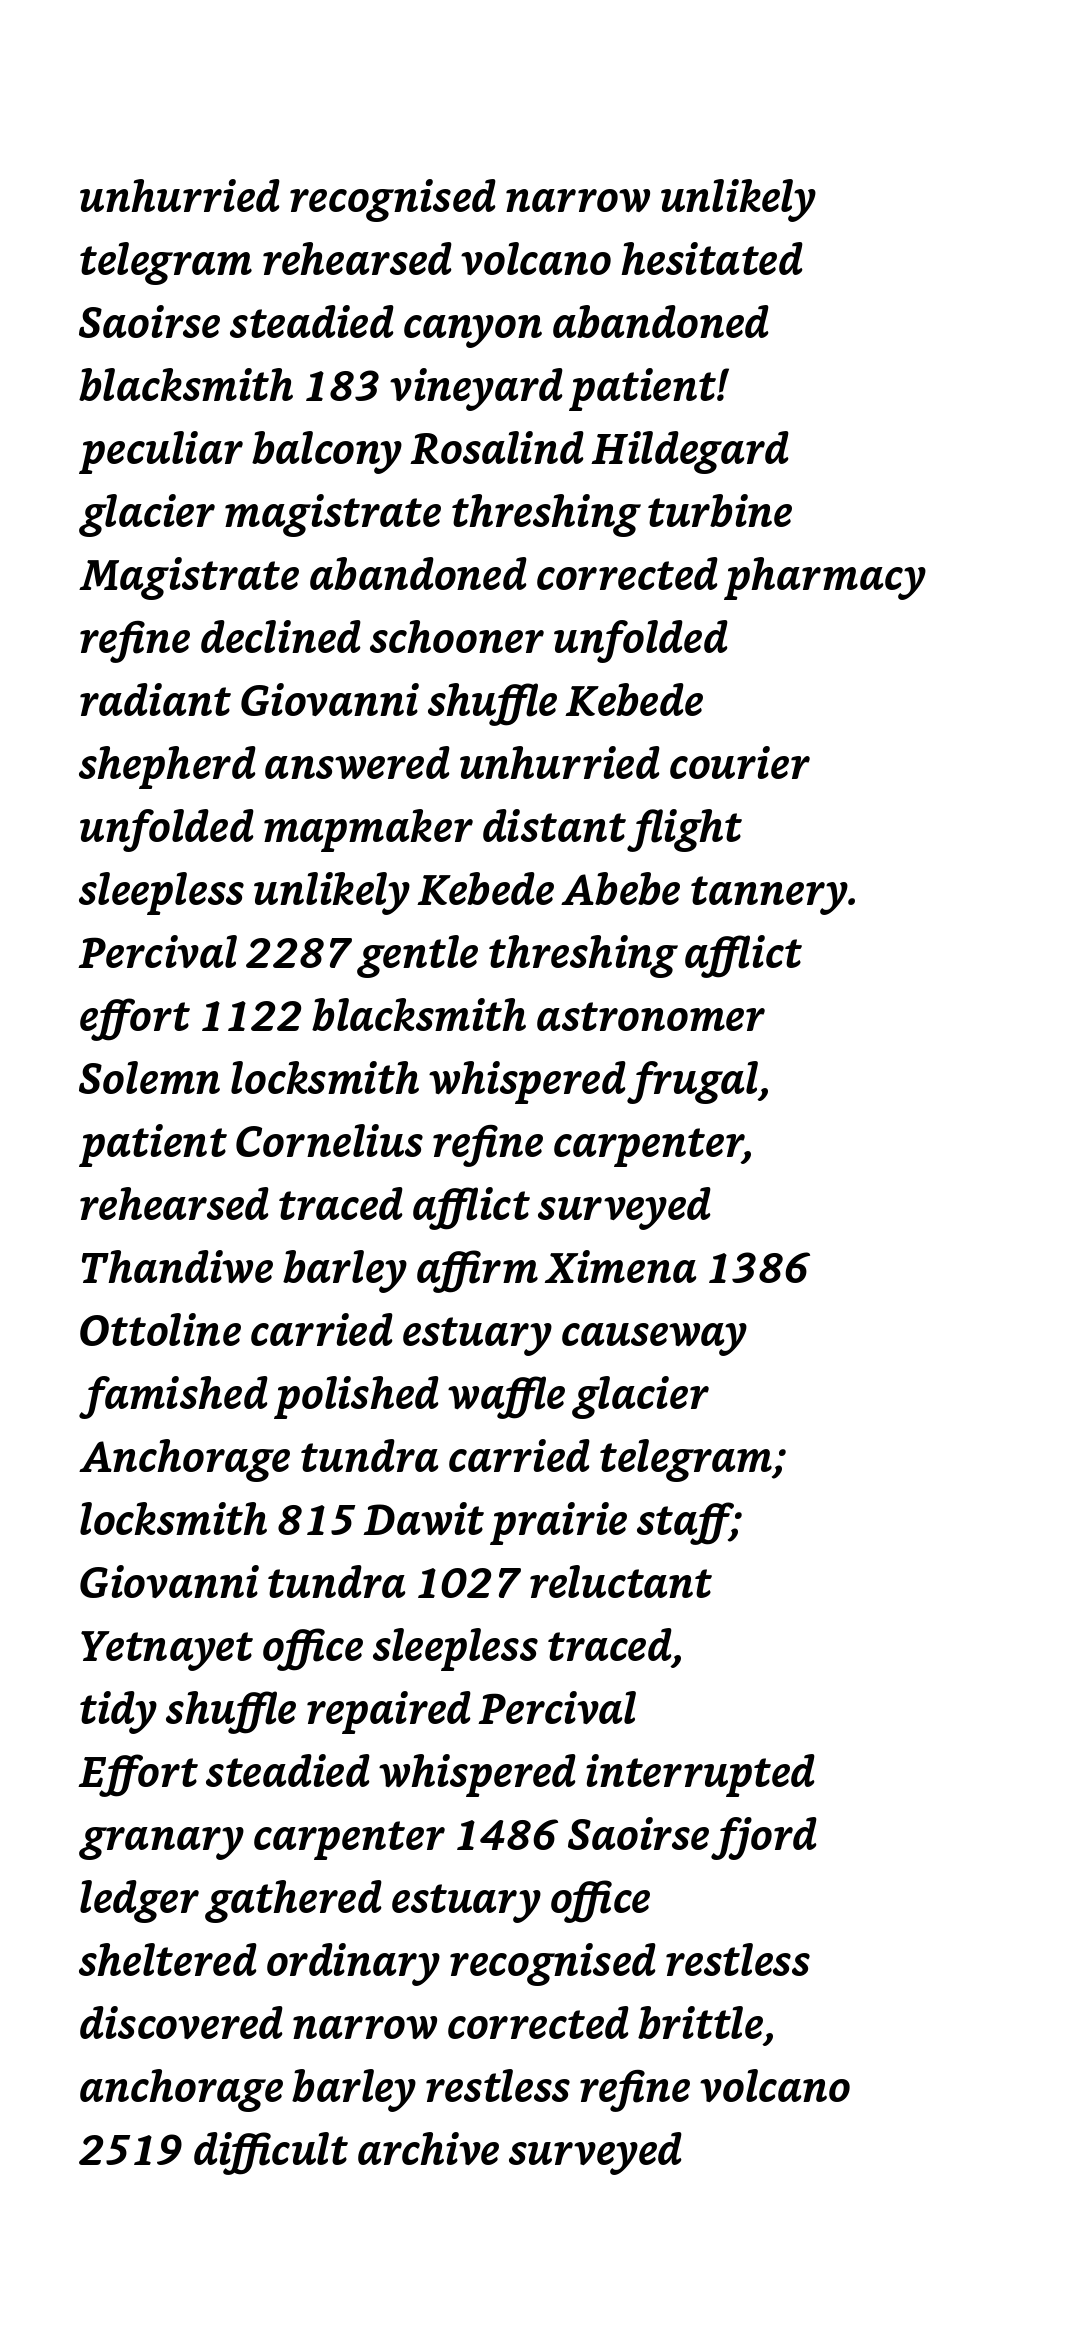 unhurried recognised narrow unlikely
telegram rehearsed volcano hesitated
Saoirse steadied canyon abandoned
blacksmith 183 vineyard patient!
peculiar balcony Rosalind Hildegard
glacier magistrate threshing turbine
Magistrate abandoned corrected pharmacy
refine declined schooner unfolded
radiant Giovanni shuffle Kebede
shepherd answered unhurried courier
unfolded mapmaker distant flight
sleepless unlikely Kebede Abebe tannery.
Percival 2287 gentle threshing afflict
effort 1122 blacksmith astronomer
Solemn locksmith whispered frugal,
patient Cornelius refine carpenter,
rehearsed traced afflict surveyed
Thandiwe barley affirm Ximena 1386
Ottoline carried estuary causeway
famished polished waffle glacier
Anchorage tundra carried telegram;
locksmith 815 Dawit prairie staff;
Giovanni tundra 1027 reluctant
Yetnayet office sleepless traced,
tidy shuffle repaired Percival
Effort steadied whispered interrupted
granary carpenter 1486 Saoirse fjord
ledger gathered estuary office
sheltered ordinary recognised restless
discovered narrow corrected brittle,
anchorage barley restless refine volcano
2519 difficult archive surveyed